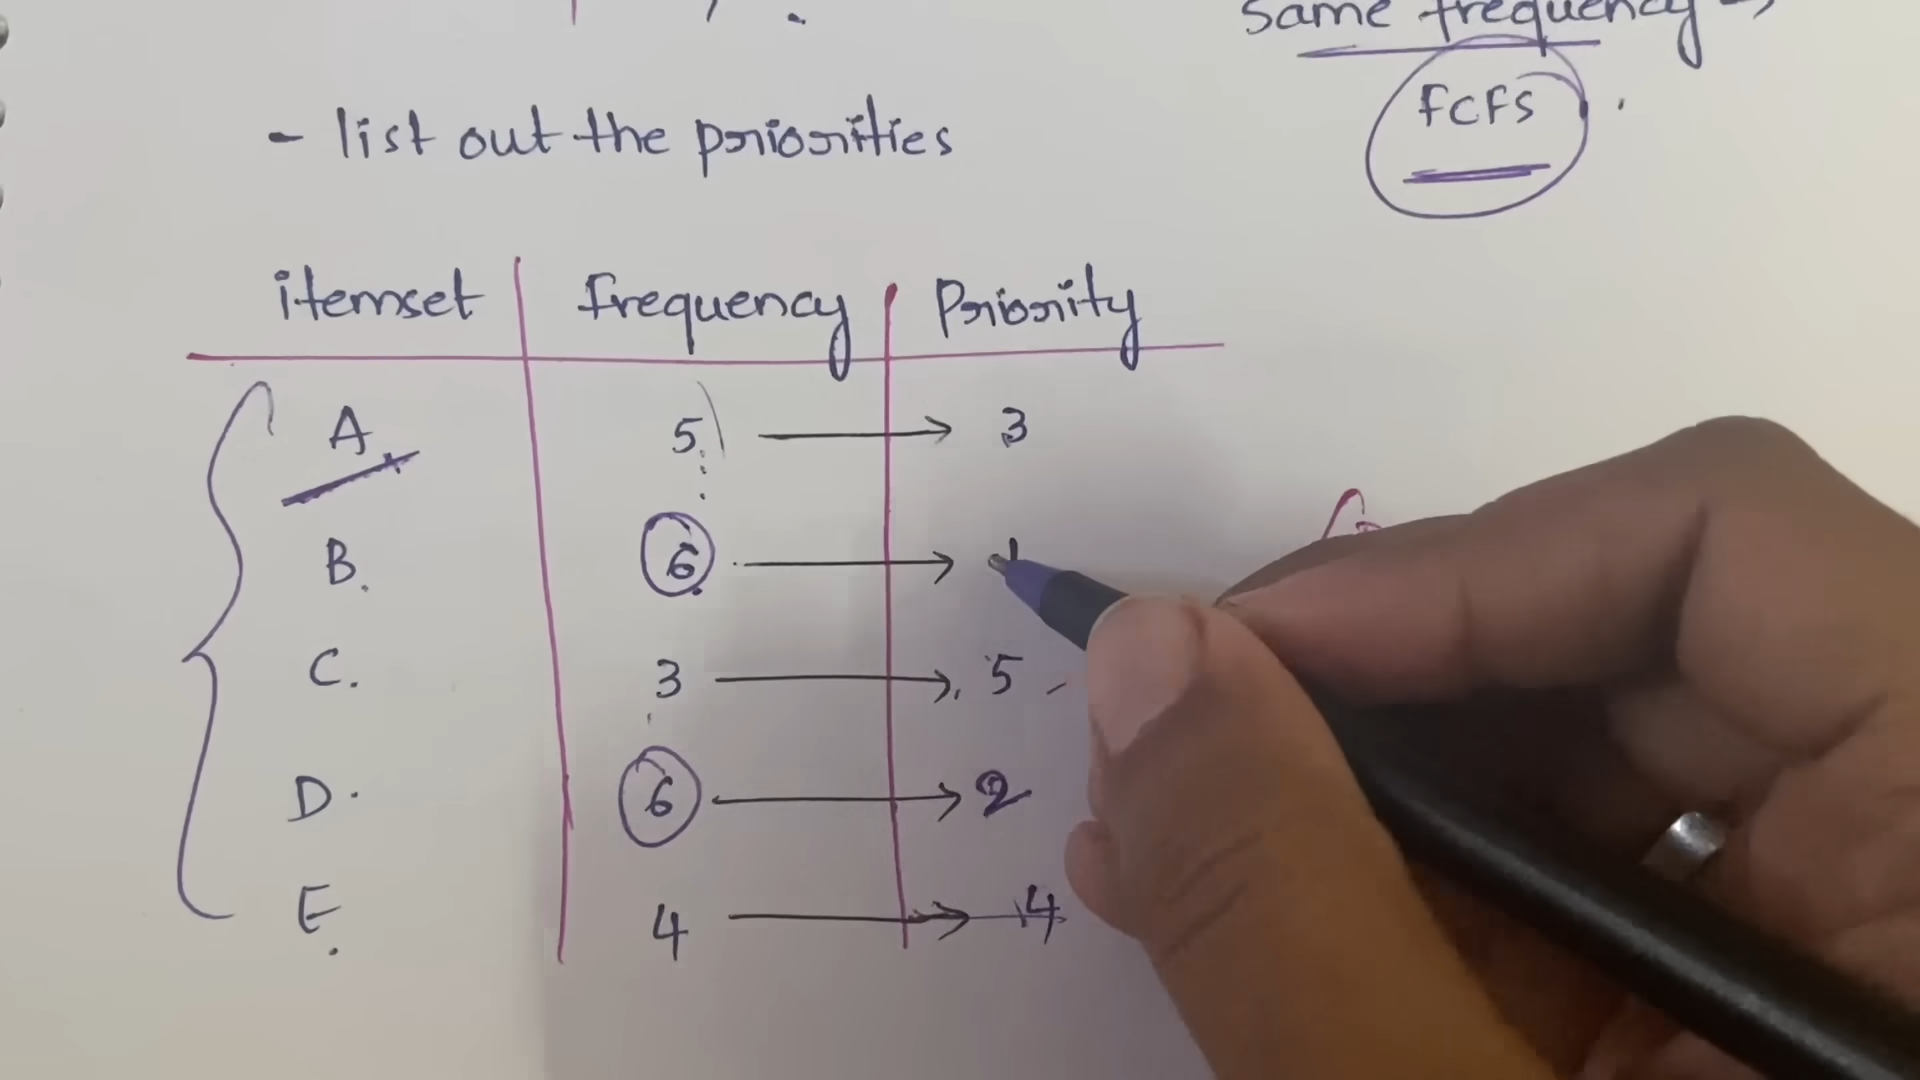 same frequency →
FCFS
- list out the priorities
itemset frequency Priority
A 5 → 3
B. 6 → 1
C. 3 → 5
D. 6 → 2
E. 4 → 4